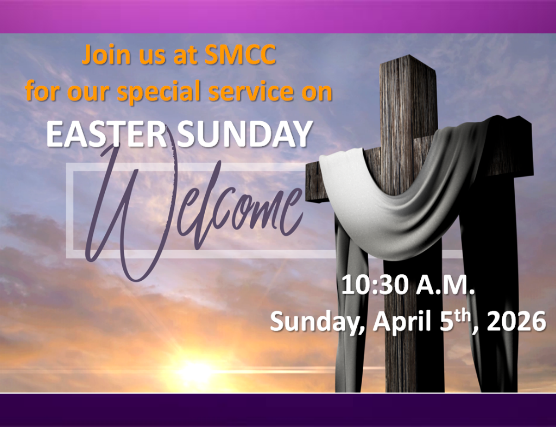 Join us at SMCC
for our special service on
EASTER SUNDAY
Welcome
10:30 A.M.
Sunday, April 5th, 2026